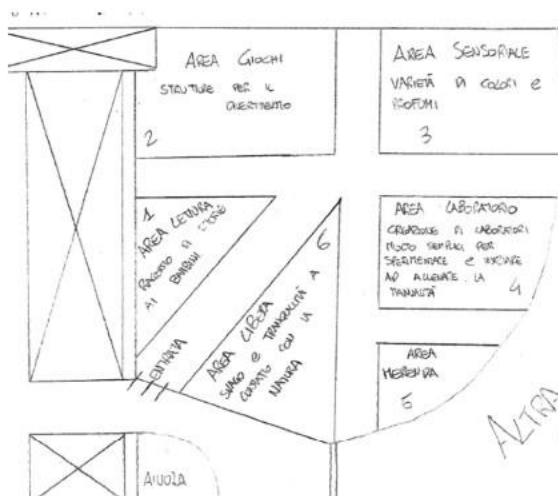 AREA GIOCHI
STRUTTURE PER IL
DIVERTIMENTO
2
AREA SENSORIALE
VARIETÀ DI COLORI e
PROFUMI
3
1
AREA LETTURA
RACCONTO DI STORIE
AI BAMBINI
ENTRATA
6
AREA LIBERA
SVAGO e TRANQUILLITÀ A
CONTATTO CON LA
NATURA
AREA LABORATORIO
CREAZIONE DI LABORATORI
MOLTO SEMPLICI PER
SPERIMENTARE e INIZIARE
AD ALLENARE LA
MANUALITÀ
4
AREA
MERENDA
5
ALTRA
AIUOLA